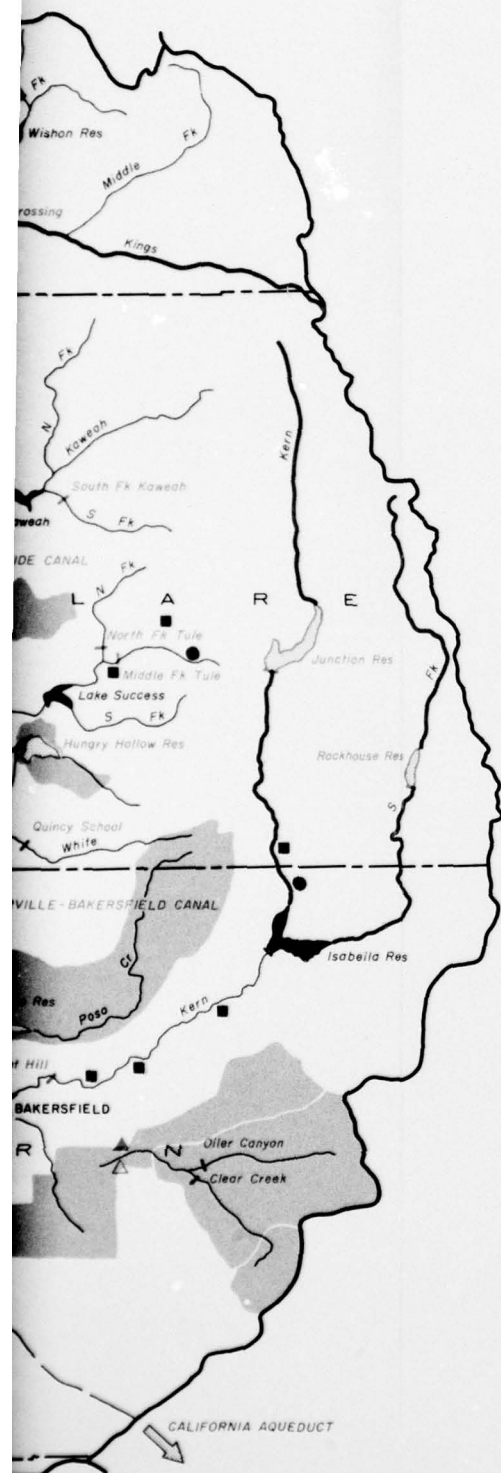 Fk
Wishon Res
Fk
Middle
rossing
Kings
Fk
N
Kaweah
Kern
South Fk Kaweah
S Fk
aweah
IDE CANAL
Fk
N
L A R E
North Fk Tule
Junction Res
Fk
Middle Fk Tule
Lake Success
S Fk
Hungry Hollow Res
Rockhouse Res
S
Quincy School
White
RVILLE-BAKERSFIELD CANAL
Cr
Isabella Res
Res
Poso
Kern
Hill
BAKERSFIELD
R N
Oiler Canyon
Clear Creek
CALIFORNIA AQUEDUCT